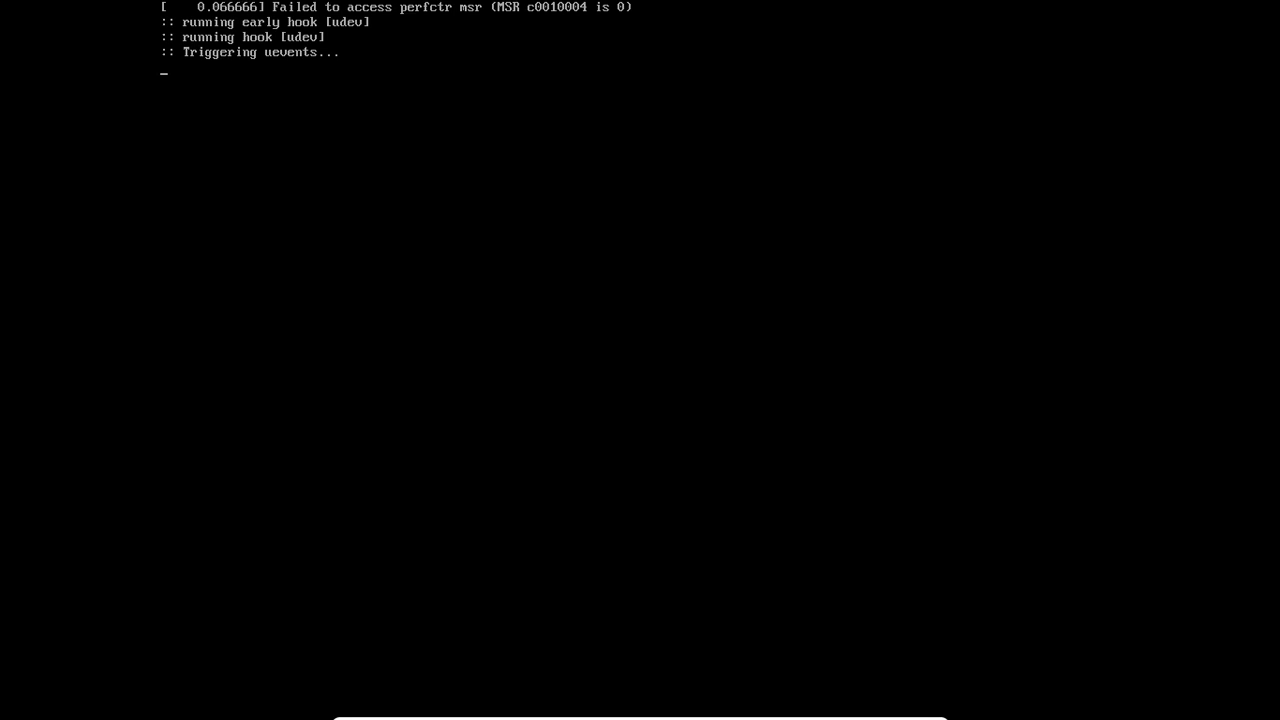 [    0.066666] Failed to access perfctr msr (MSR c0010004 is 0)
:: running early hook [udev]
:: running hook [udev]
:: Triggering uevents...
_